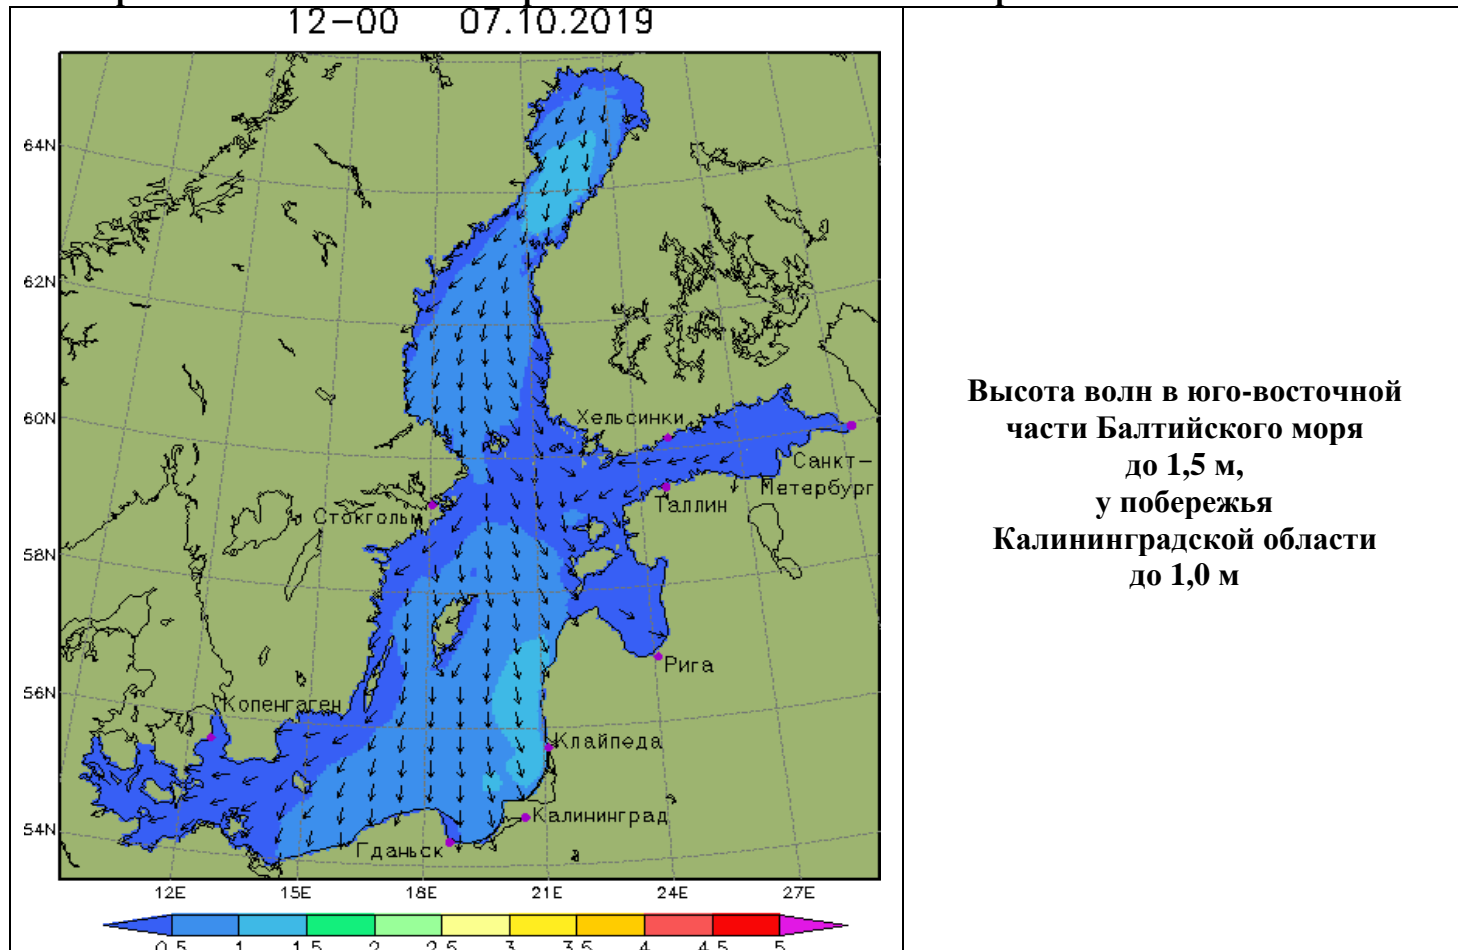 12-00 07.10.2019
64N
62N
60N
58N
56N
54N
Хельсинки
Санкт-
Петербург
Таллин
Стокгольм
Рига
Копенгаген
Клайпеда
Калининград
Гданьск
12E 15E 18E 21E 24E 27E
0.5 1 1.5 2 2.5 3 3.5 4 4.5 5
Высота волн в юго-восточной
части Балтийского моря
до 1,5 м,
у побережья
Калининградской области
до 1,0 м